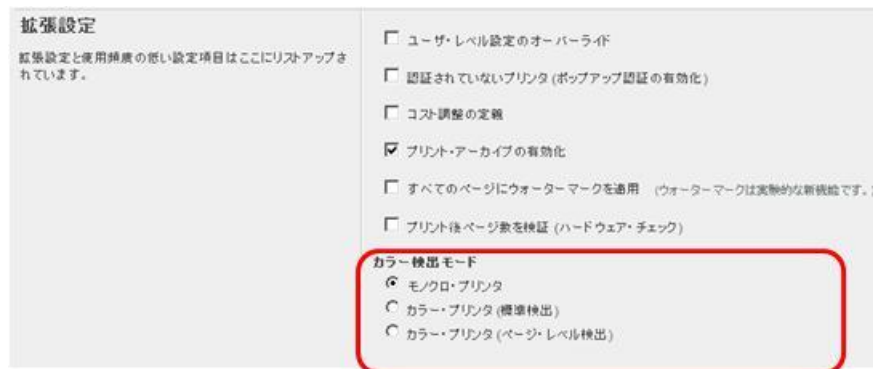 拡張設定
拡張設定と使用頻度の低い設定項目はここにリストアップさ
れています。
ユーザ・レベル設定のオーバーライド
認証されていないプリンタ (ポップアップ認証の有効化)
コスト調整の定義
プリント・アーカイブの有効化
すべてのページにウォーターマークを適用 (ウォーターマークは実験的な新機能です。)
プリント後ページ数を検証 (ハードウェア・チェック)
カラー検出モード
モノクロ・プリンタ
カラー・プリンタ (標準検出)
カラー・プリンタ (ページ・レベル検出)